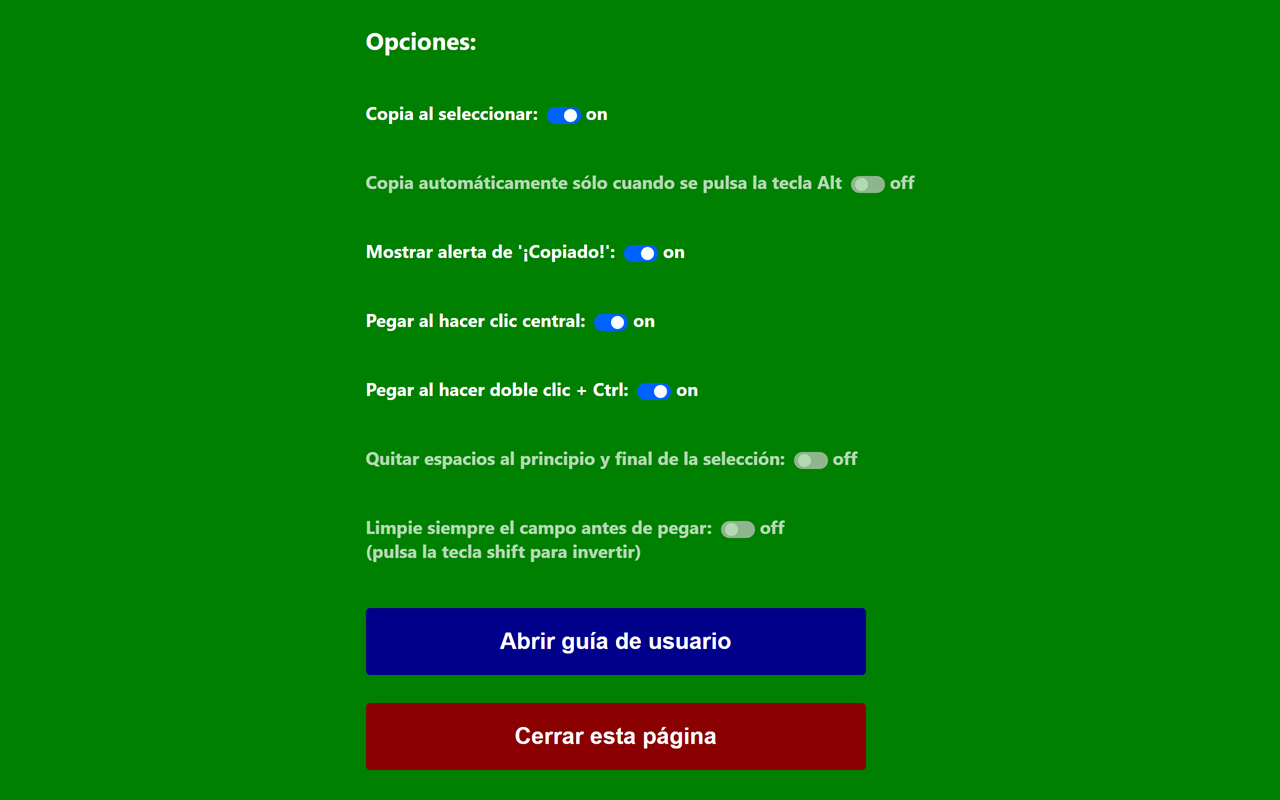 Opciones:
Copia al seleccionar: on
Copia automáticamente sólo cuando se pulsa la tecla Alt off
Mostrar alerta de '¡Copiado!': on
Pegar al hacer clic central: on
Pegar al hacer doble clic + Ctrl: on
Quitar espacios al principio y final de la selección: off
Limpie siempre el campo antes de pegar: off
(pulsa la tecla shift para invertir)
Abrir guía de usuario
Cerrar esta página